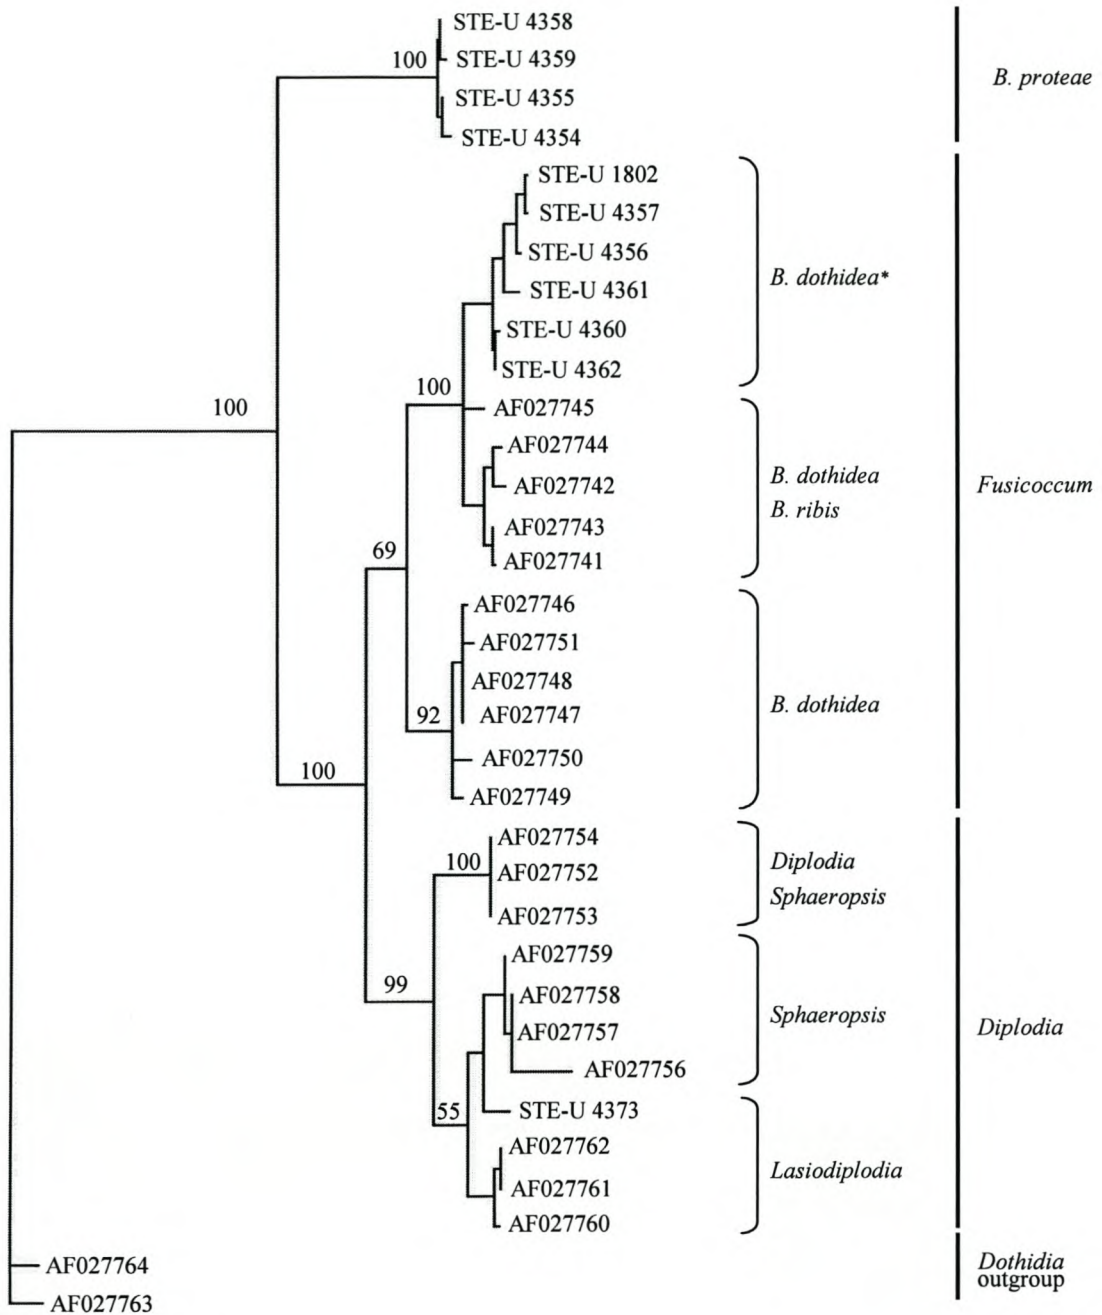 STE-U 4358
100
STE-U 4359
B. proteae
STE-U 4355
STE-U 4354
STE-U 1802
STE-U 4357
STE-U 4356
B. dothidea*
STE-U 4361
STE-U 4360
STE-U 4362
100
AF027745
100
AF027744
B. dothidea
AF027742
Fusicoccum
B. ribis
AF027743
69
AF027741
AF027746
AF027751
AF027748
B. dothidea
92
AF027747
AF027750
100
AF027749
AF027754
100
AF027752
Diplodia
Sphaeropsis
AF027753
AF027759
99
AF027758
Sphaeropsis
Diplodia
AF027757
AF027756
55
STE-U 4373
AF027762
Lasiodiplodia
AF027761
AF027760
AF027764
Dothidia
outgroup
AF027763